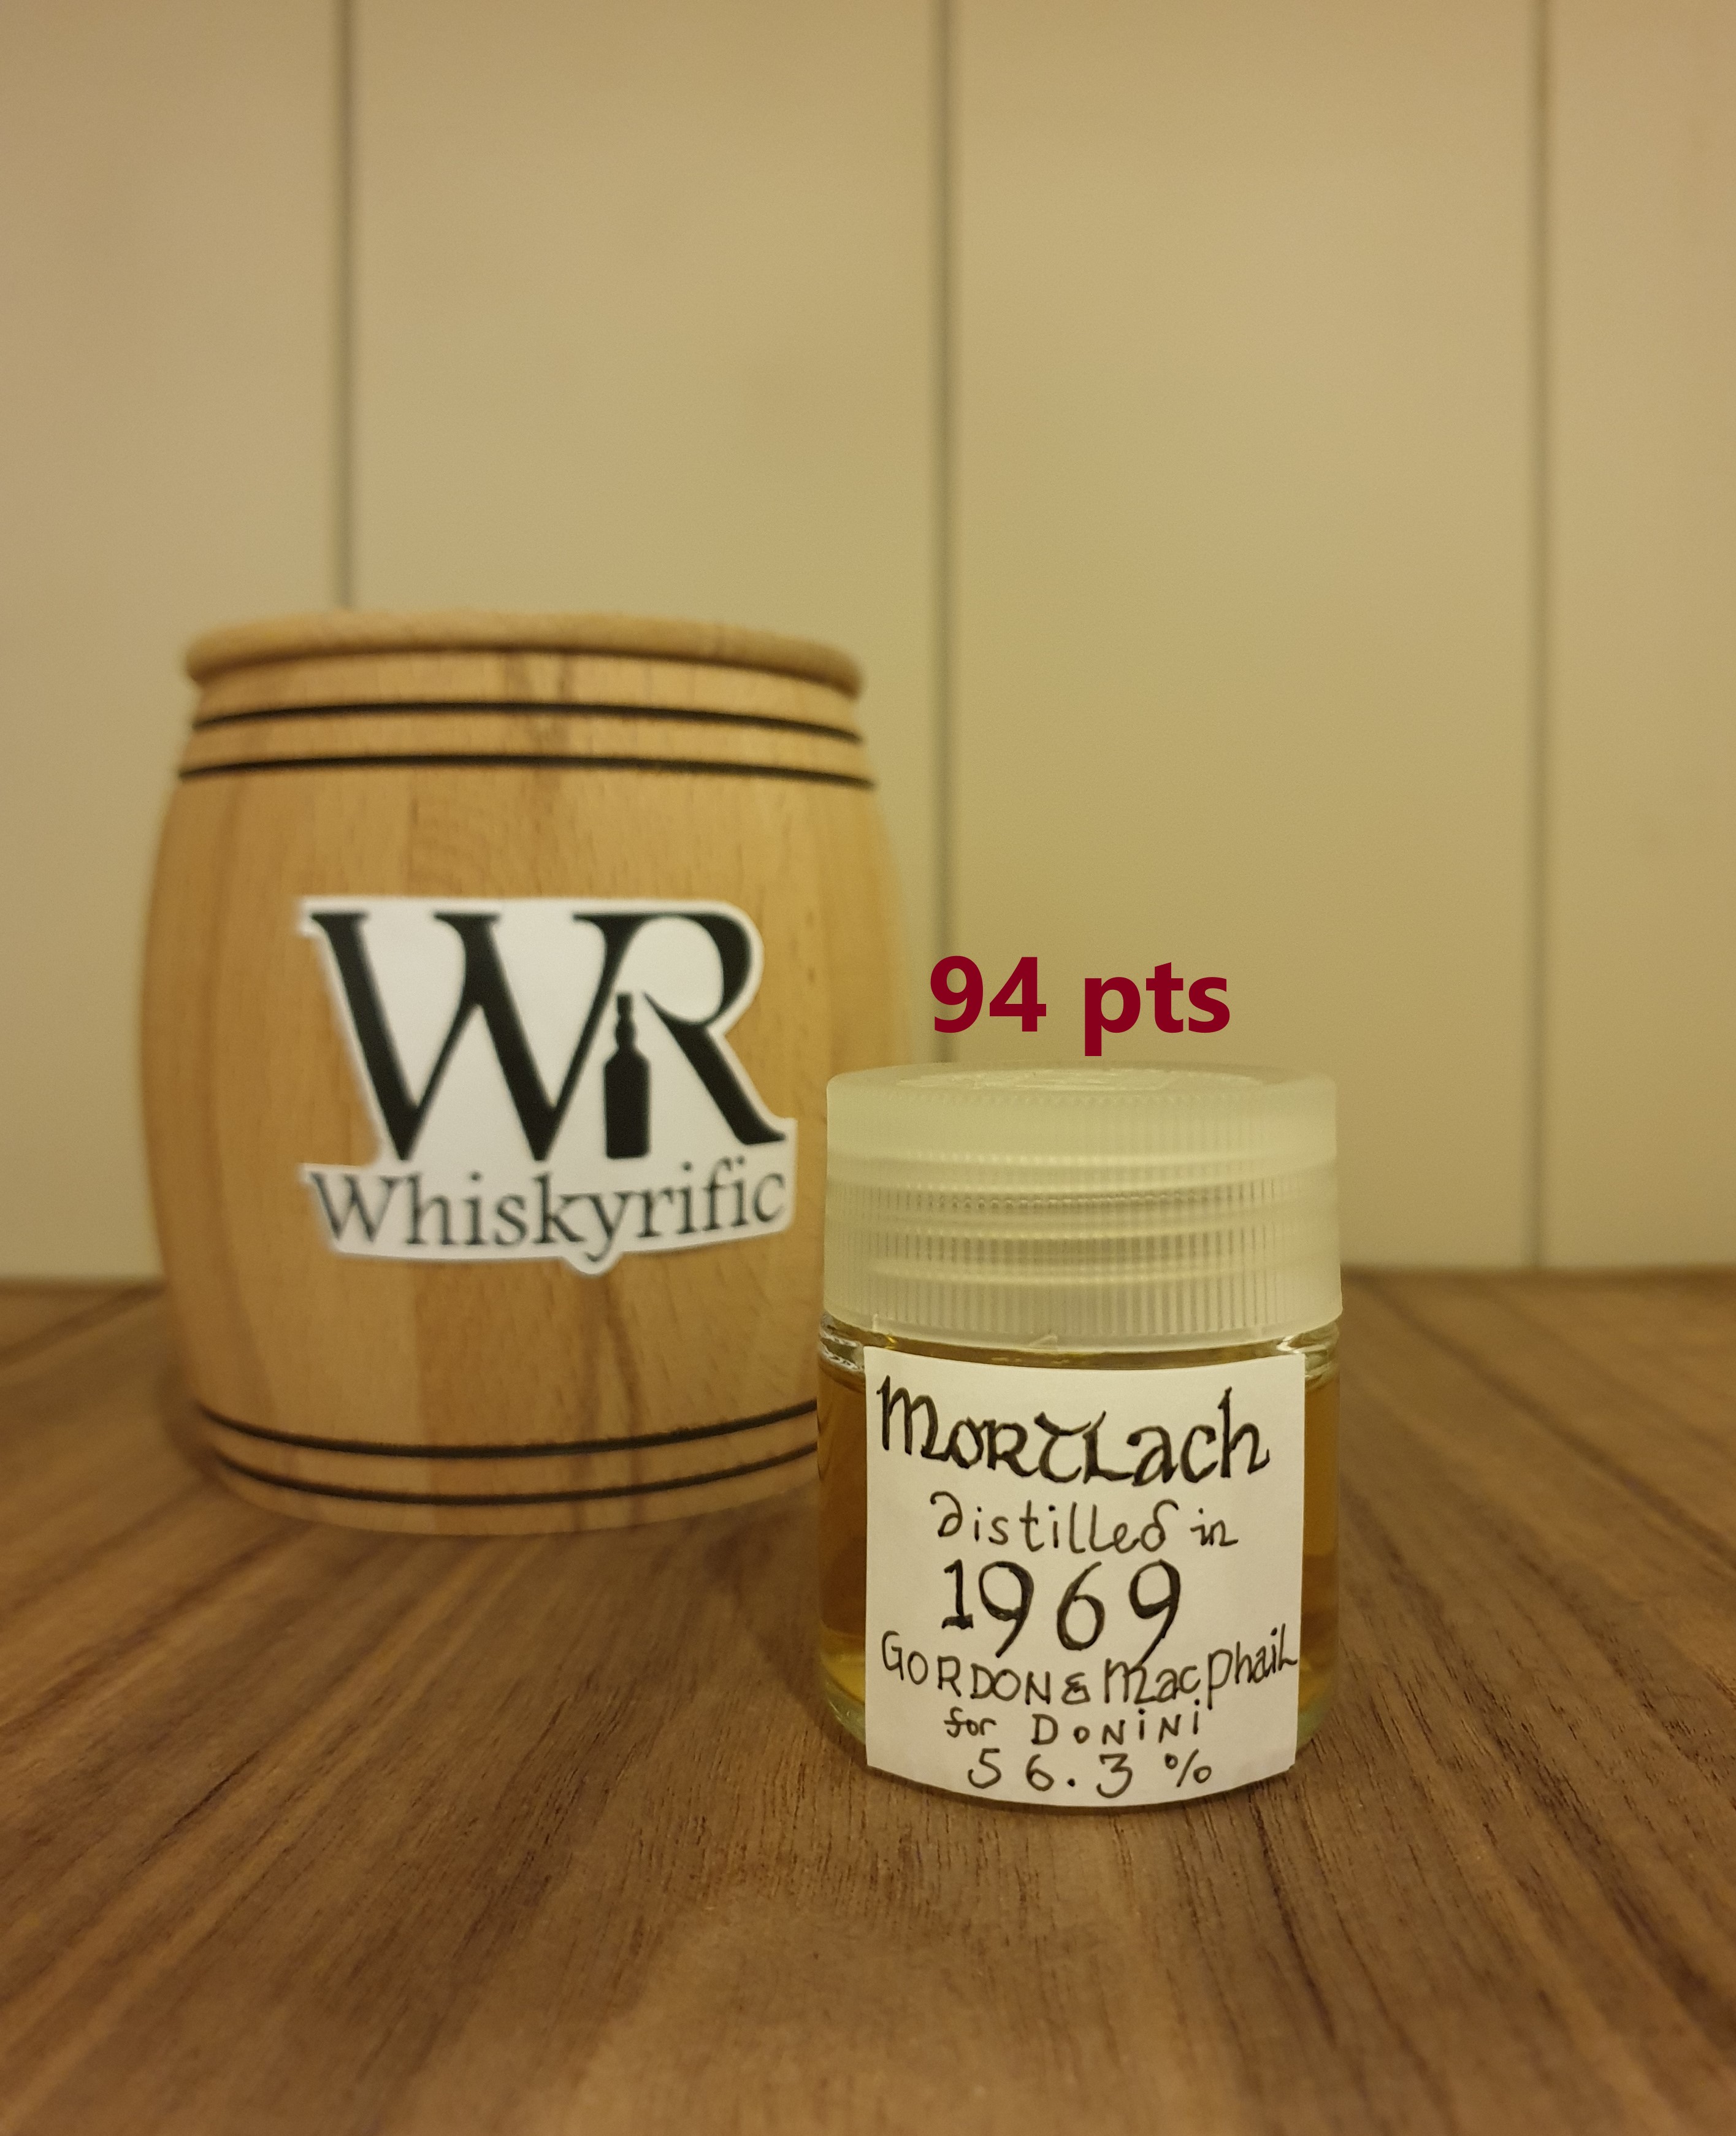 WR
Whiskyrific
94 pts
Mortlach
distilled in
1969
GORDON & MacPhail
for DONiNi
56.3 %